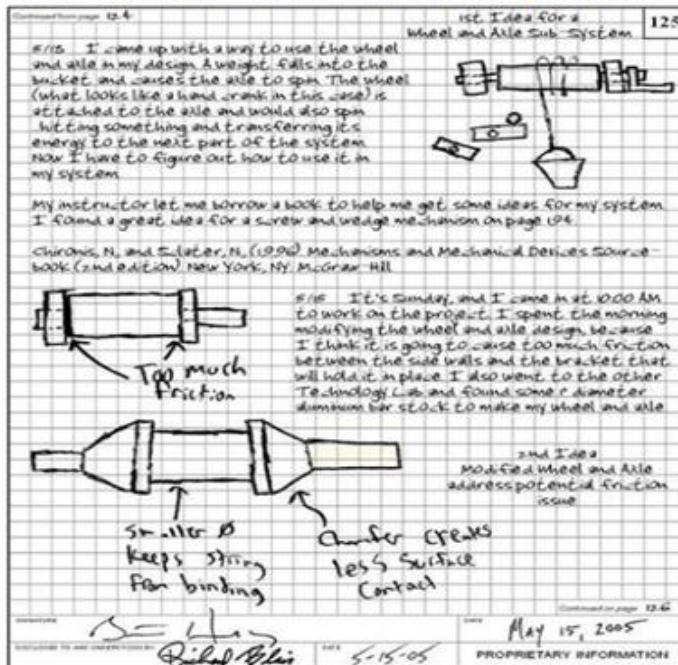 Continued from page 124
1st Idea for a
Wheel and Axle Sub-System
125
5/15 I came up with a way to use the wheel
and axle in my design. A weight falls into the
bucket and causes the axle to spin. The wheel
(what looks like a hand crank in this case) is
attached to the axle and would also spin
hitting something and transferring its
energy to the next part of the system
Now I have to figure out how to use it in
my system
My instructor let me borrow a book to help me get some ideas for my system
I found a great idea for a screw and wedge mechanism on page 194
Chironis, N. and Sclater, N. (1996) Mechanisms and Mechanical Devices Source-
book (2nd edition) New York, NY: McGraw-Hill
5/15 It's Sunday, and I came in at 10:00 AM
to work on the project. I spent the morning
modifying the wheel and axle design, because
I think it is going to cause too much friction
between the side walls and the bracket that
will hold it in place. I also went to the other
Technology Lab and found some diameter
aluminum bar stock to make my wheel and axle
Too much
friction
2nd Idea
Modified Wheel and Axle
address potential friction
issue
Smaller Ø
keeps string
from binding
Chamfer creates
less surface
contact
Continued on page 126
SIGNATURE
DATE
May 15, 2005
DISCLOSED TO AND UNDERSTOOD BY
DATE
5-15-05
PROPRIETARY INFORMATION